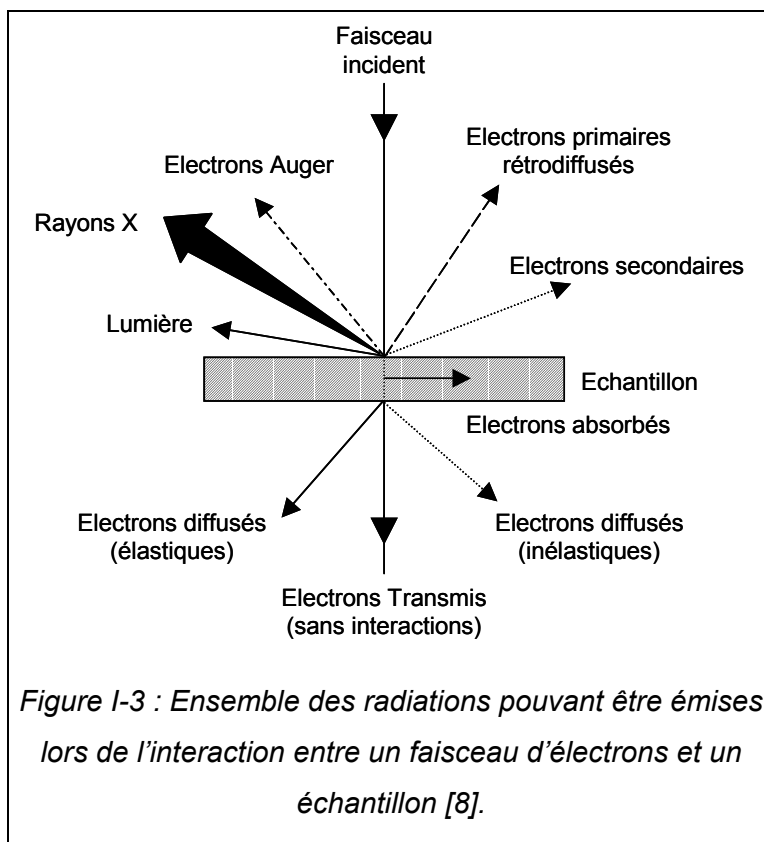 Faisceau
incident
Electrons primaires
rétrodiffusés
Electrons Auger
Rayons X
Electrons secondaires
Lumière
Echantillon
Electrons absorbés
Electrons diffusés
(élastiques)
Electrons diffusés
(inélastiques)
Electrons Transmis
(sans interactions)
Figure I-3 : Ensemble des radiations pouvant être émises
lors de l'interaction entre un faisceau d'électrons et un
échantillon [8].